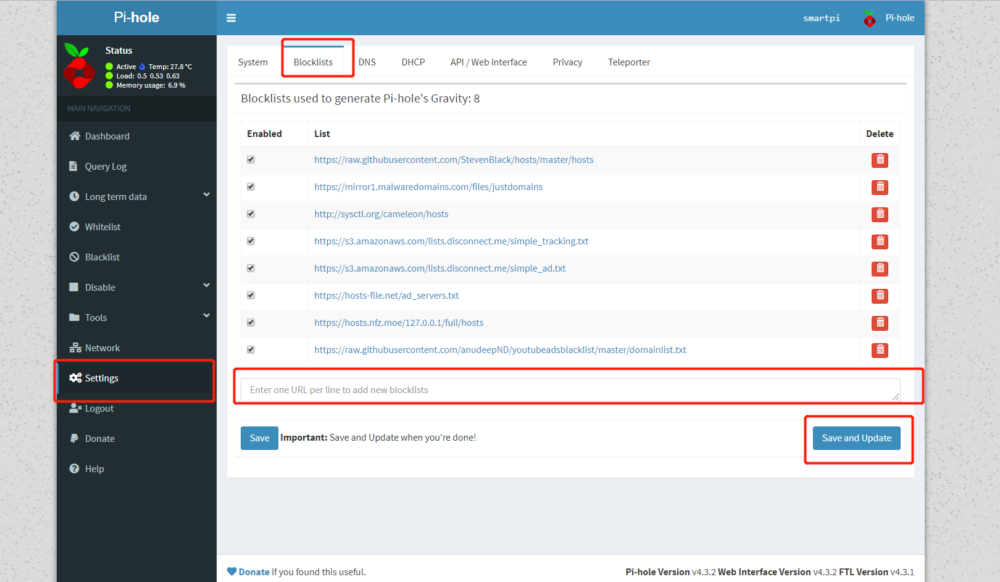 Pi-hole
smartpi
Pi-hole
Status
Active Temp: 27.8 °C
Load: 0.5 0.53 0.63
Memory usage: 6.9 %
MAIN NAVIGATION
Dashboard
Query Log
Long term data
Whitelist
Blacklist
Disable
Tools
Network
Settings
Logout
Donate
Help
System
Blocklists
DNS
DHCP
API / Web interface
Privacy
Teleporter
Blocklists used to generate Pi-hole's Gravity: 8
Enabled List Delete
https://raw.githubusercontent.com/StevenBlack/hosts/master/hosts
https://mirror1.malwaredomains.com/files/justdomains
http://sysctl.org/cameleon/hosts
https://s3.amazonaws.com/lists.disconnect.me/simple_tracking.txt
https://s3.amazonaws.com/lists.disconnect.me/simple_ad.txt
https://hosts-file.net/ad_servers.txt
https://hosts.nfz.moe/127.0.0.1/full/hosts
https://raw.githubusercontent.com/anudeepND/youtubeadsblacklist/master/domainlist.txt
Enter one URL per line to add new blocklists
Save Important: Save and Update when you're done! Save and Update
Donate if you found this useful.
Pi-hole Version v4.3.2 Web Interface Version v4.3.2 FTL Version v4.3.1